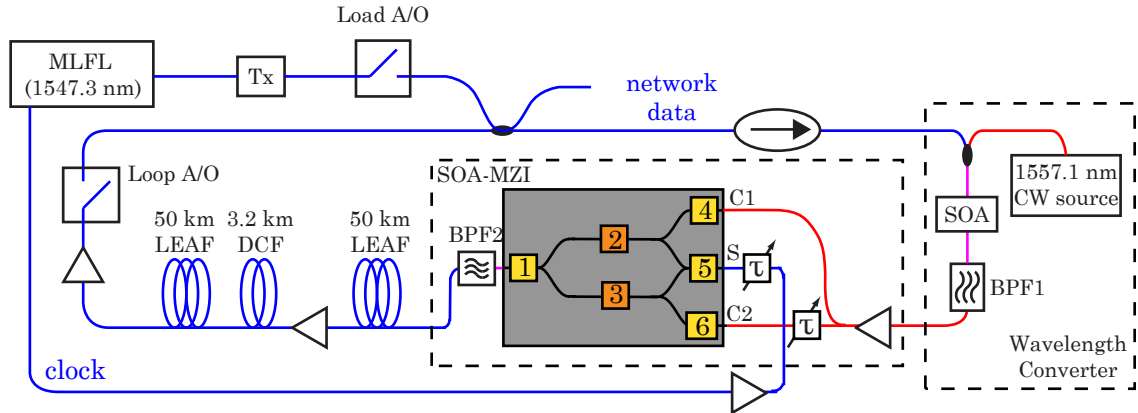 Load A/O
MLFL
(1547.3 nm)
Tx
network
data
Loop A/O
SOA-MZI
1557.1 nm
CW source
SOA
50 km
LEAF
3.2 km
DCF
50 km
LEAF
BPF2
1
2
3
4
5
6
C1
S
C2
τ
τ
BPF1
Wavelength
Converter
clock